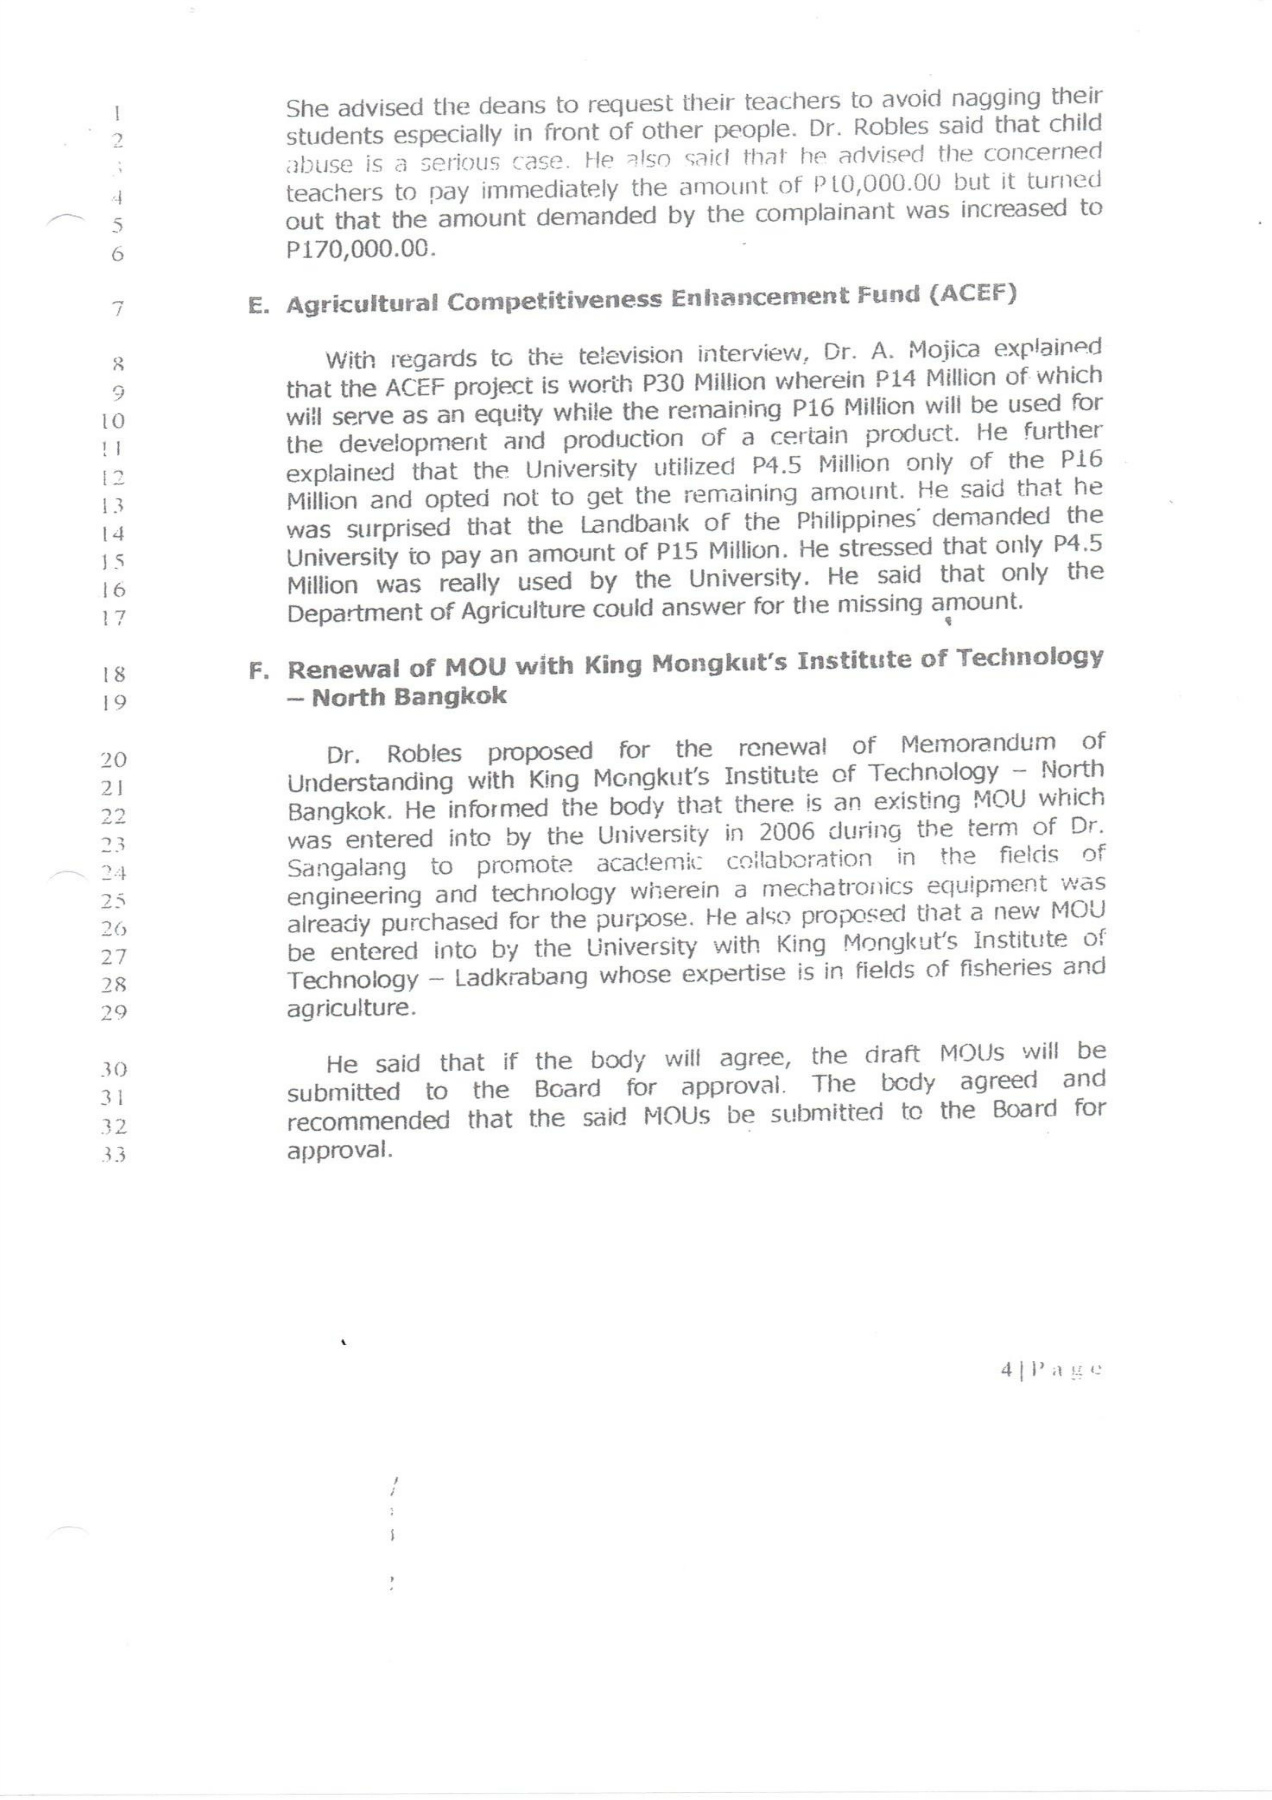 1 She advised the deans to request their teachers to avoid nagging their
2 students especially in front of other people. Dr. Robles said that child
abuse is a serious case. He also said that he advised the concerned
4 teachers to pay immediately the amount of P10,000.00 but it turned
5 out that the amount demanded by the complainant was increased to
6 P170,000.00.
7 E. Agricultural Competitiveness Enhancement Fund (ACEF)
8 With regards to the television interview, Dr. A. Mojica explained
9 that the ACEF project is worth P30 Million wherein P14 Million of which
10 will serve as an equity while the remaining P16 Million will be used for
11 the development and production of a certain product. He further
12 explained that the University utilized P4.5 Million only of the P16
13 Million and opted not to get the remaining amount. He said that he
14 was surprised that the Landbank of the Philippines' demanded the
15 University to pay an amount of P15 Million. He stressed that only P4.5
16 Million was really used by the University. He said that only the
17 Department of Agriculture could answer for the missing amount.
18 F. Renewal of MOU with King Mongkut's Institute of Technology
19 – North Bangkok
20 Dr. Robles proposed for the renewal of Memorandum of
21 Understanding with King Mongkut's Institute of Technology – North
22 Bangkok. He informed the body that there is an existing MOU which
23 was entered into by the University in 2006 during the term of Dr.
24 Sangalang to promote academic collaboration in the fields of
25 engineering and technology wherein a mechatronics equipment was
26 already purchased for the purpose. He also proposed that a new MOU
27 be entered into by the University with King Mongkut's Institute of
28 Technology – Ladkrabang whose expertise is in fields of fisheries and
29 agriculture.
30 He said that if the body will agree, the draft MOUs will be
31 submitted to the Board for approval. The body agreed and
32 recommended that the said MOUs be submitted to the Board for
33 approval.
4 | Page